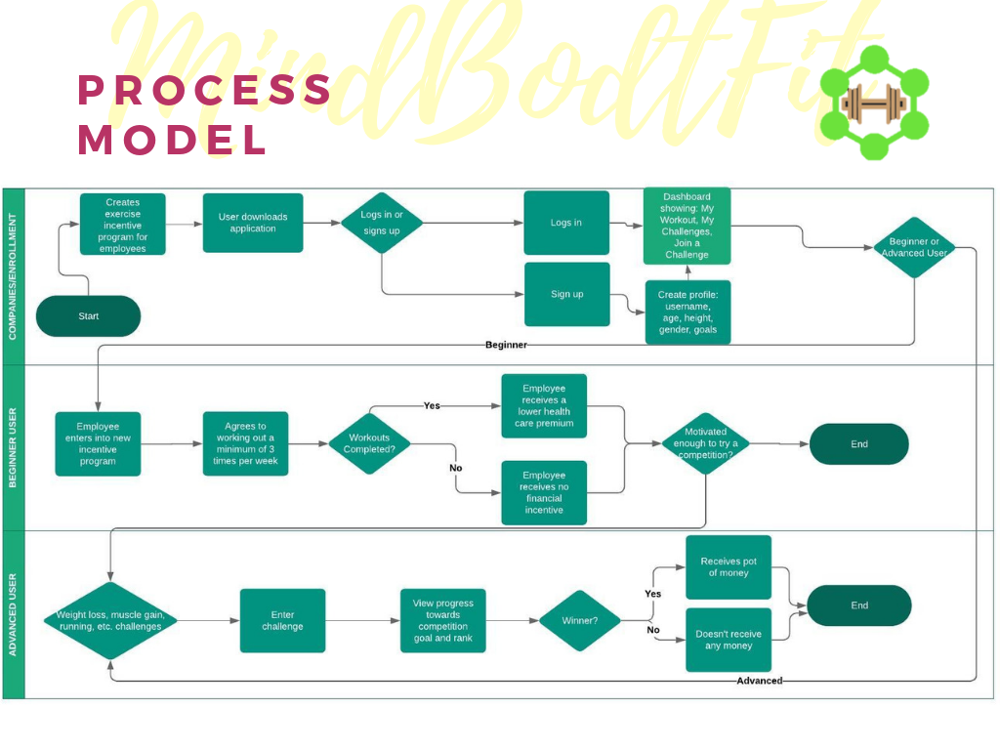 MindBodtFit
PROCESS
MODEL
COMPANIES/ENROLLMENT
Creates
exercise
incentive
program for
employees
User downloads
application
Logs in or
signs up
Logs in
Dashboard
showing: My
Workout, My
Challenges,
Join a
Challenge
Beginner or
Advanced User
Start
Sign up
Create profile:
username,
age, height,
gender, goals
Beginner
BEGINNER USER
Employee
enters into new
incentive
program
Agrees to
working out a
minimum of 3
times per week
Workouts
Completed?
Yes
No
Employee
receives a
lower health
care premium
Employee
receives no
financial
incentive
Motivated
enough to try a
competition?
End
ADVANCED USER
Weight loss, muscle gain,
running, etc. challenges
Enter
challenge
View progress
towards
competition
goal and rank
Winner?
Yes
No
Receives pot
of money
Doesn't receive
any money
End
Advanced